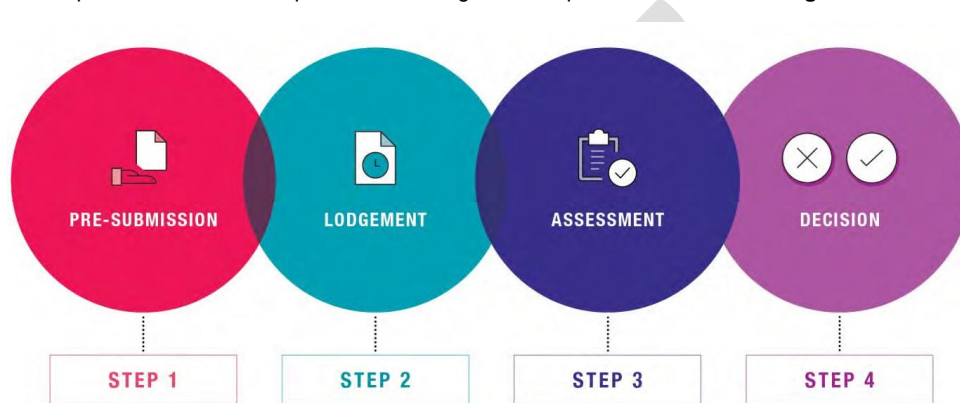 PRE-SUBMISSION
LODGEMENT
ASSESSMENT
DECISION
STEP 1
STEP 2
STEP 3
STEP 4